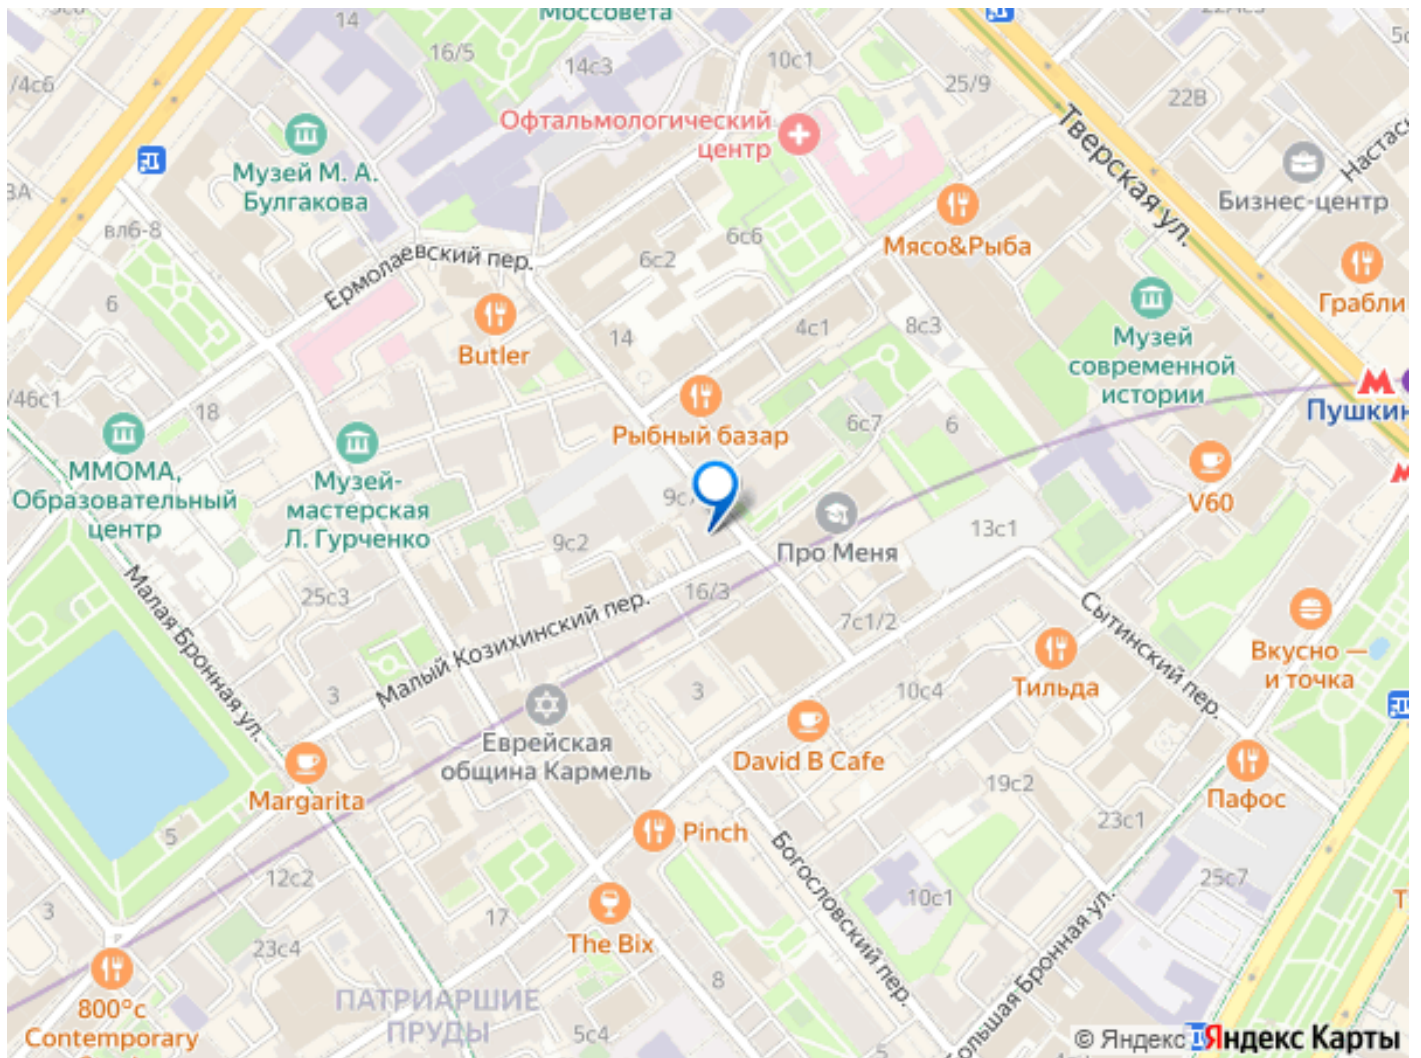 Моссовета
14
16/5
14с3
10с1
25/9
22В
/4с6
Офтальмологический
центр
Тверская ул.
Настась
Бизнес-центр
Музей М. А.
Булгакова
3А
вл6-8
Ермолаевский пер.
6с2
6с6
Мясо&Рыба
Грабли
6
Butler
14
4с1
8с3
Музей
современной
истории
Пушкин
/46с1
18
Рыбный базар
6с7
6
ММОМА,
Образовательный
центр
Музей-
мастерская
Л. Гурченко
9с7
V60
9с2
Про Меня
13с1
25с3
16/3
7с1/2
Сытинский пер.
Малая Бронная ул.
Малый Козихинский пер.
Вкусно —
и точка
3
3
10с4
Тильда
Еврейская
община Кармель
David B Cafe
Margarita
19с2
Пафос
5
Pinch
23с1
12с2
Богословский пер.
25с7
3
17
10с1
23с4
The Bix
Большая Бронная ул.
8
800°с
Contemporary
ПАТРИАРШИЕ
ПРУДЫ
5с4
© Яндекс
Яндекс Карты